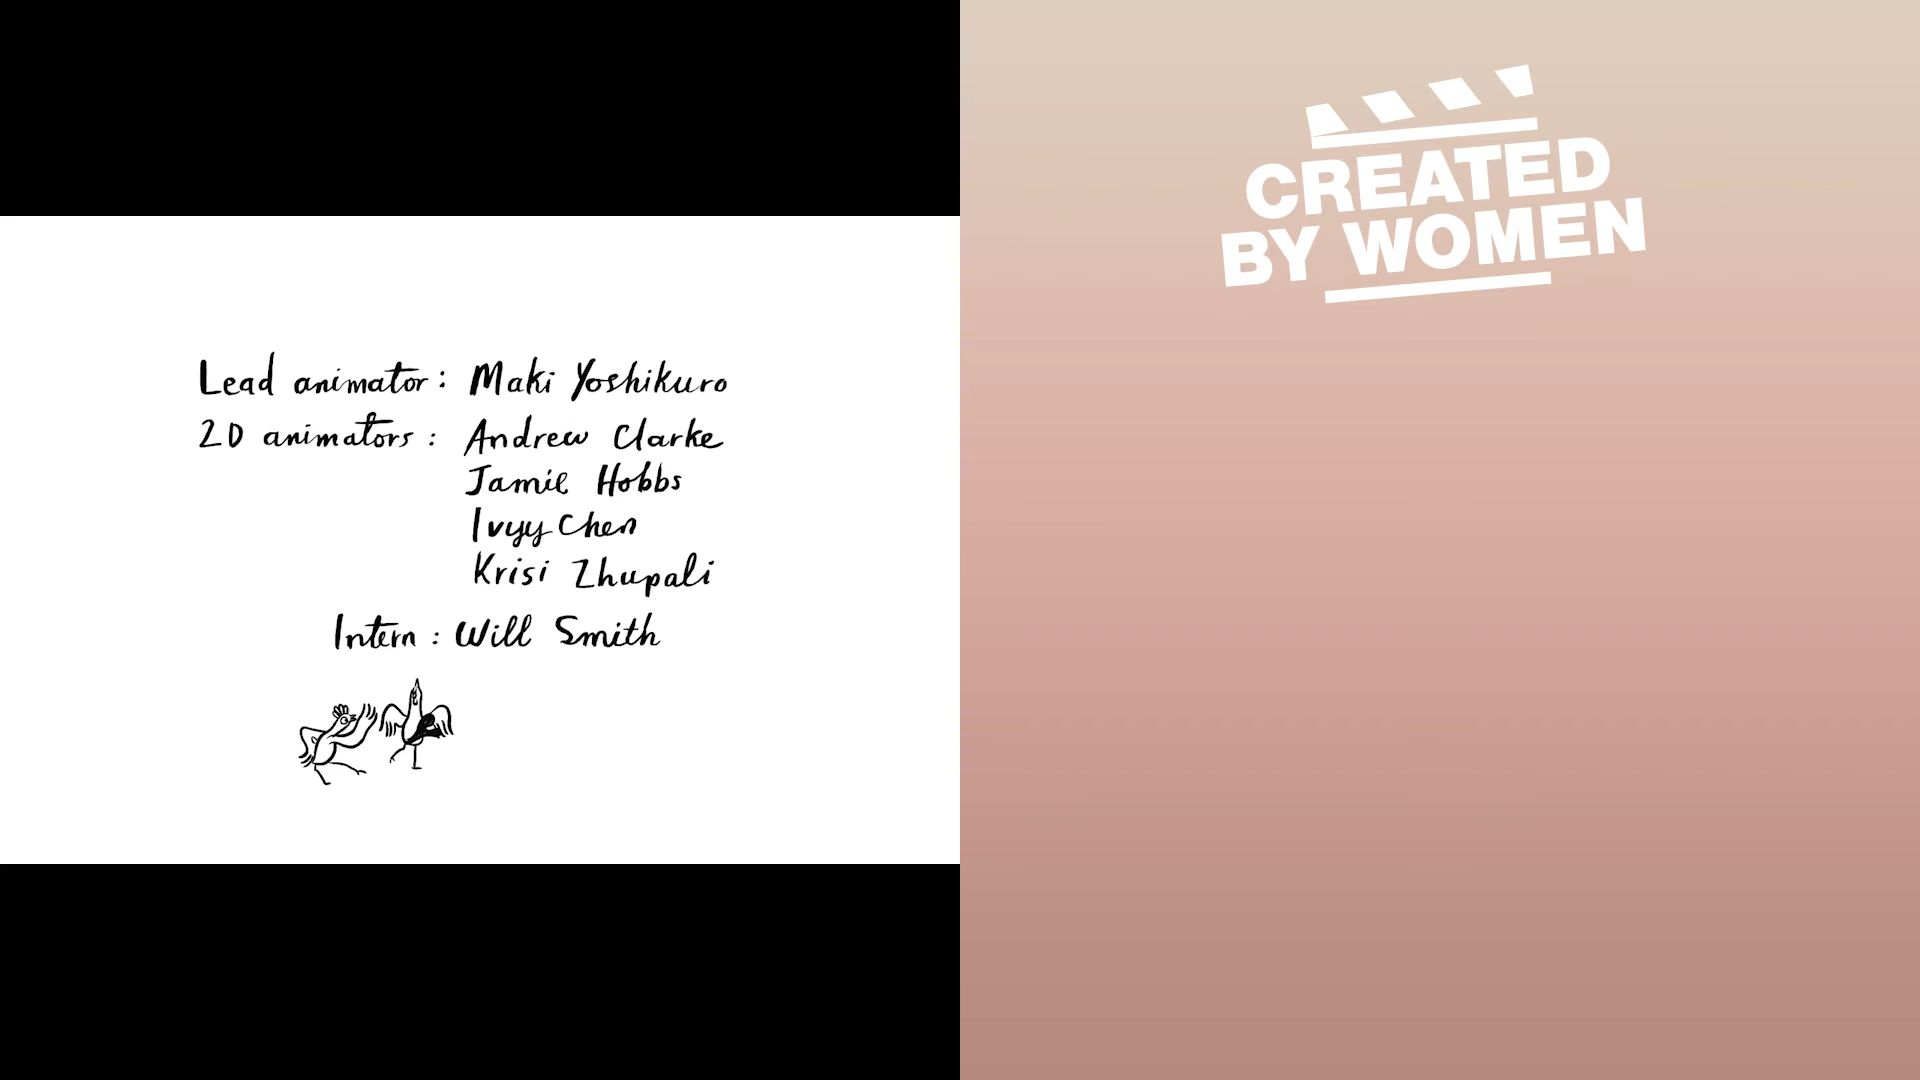 Lead animator: Maki Yoshikuro
2D animators: Andrew Clarke
Jamie Hobbs
Ivyy Chen
Krisi Zhupali
Intern: Will Smith
CREATED
BY WOMEN